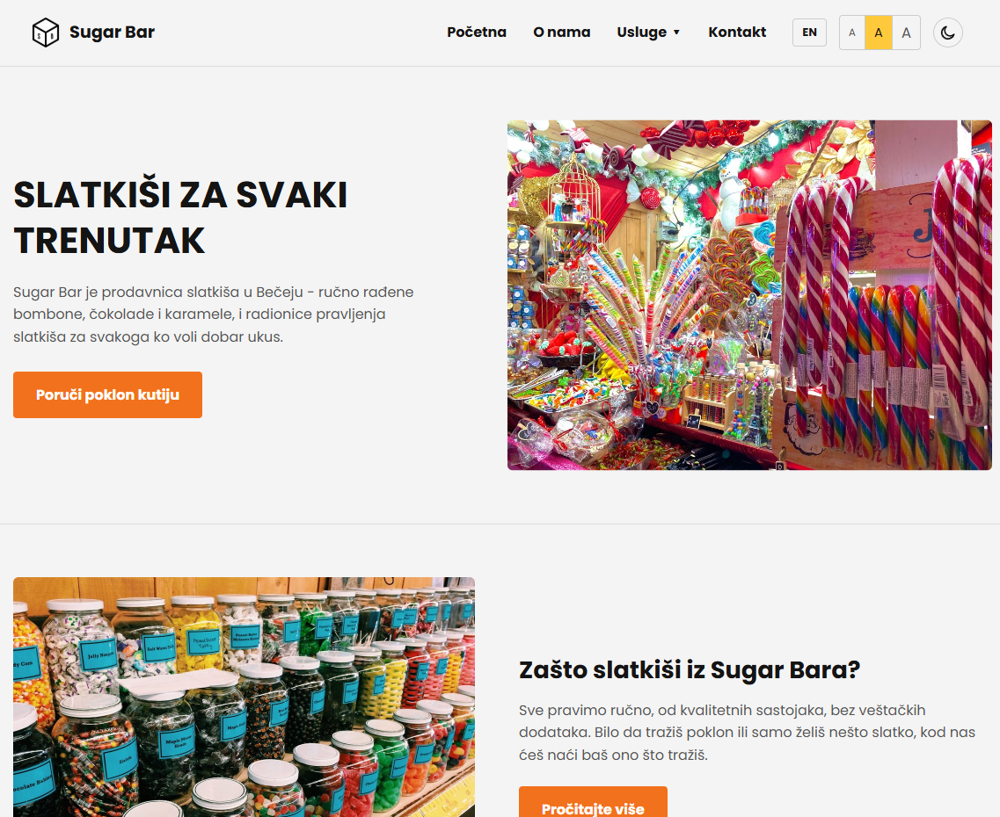 Sugar Bar
Početna
O nama
Usluge ▼
Kontakt
EN
A
A
A
SLATKIŠI ZA SVAKI
TRENUTAK
Sugar Bar je prodavnica slatkiša u Bečeju - ručno rađene
bombone, čokolade i karamele, i radionice pravljenja
slatkiša za svakoga ko voli dobar ukus.
Poruči poklon kutiju
Jelly
Salt Water
Zašto slatkiši iz Sugar Bara?
Sve pravimo ručno, od kvalitetnih sastojaka, bez veštačkih
dodataka. Bilo da tražiš poklon ili samo želiš nešto slatko, kod nas
ćeš naći baš ono što tražiš.
Pročitajte više